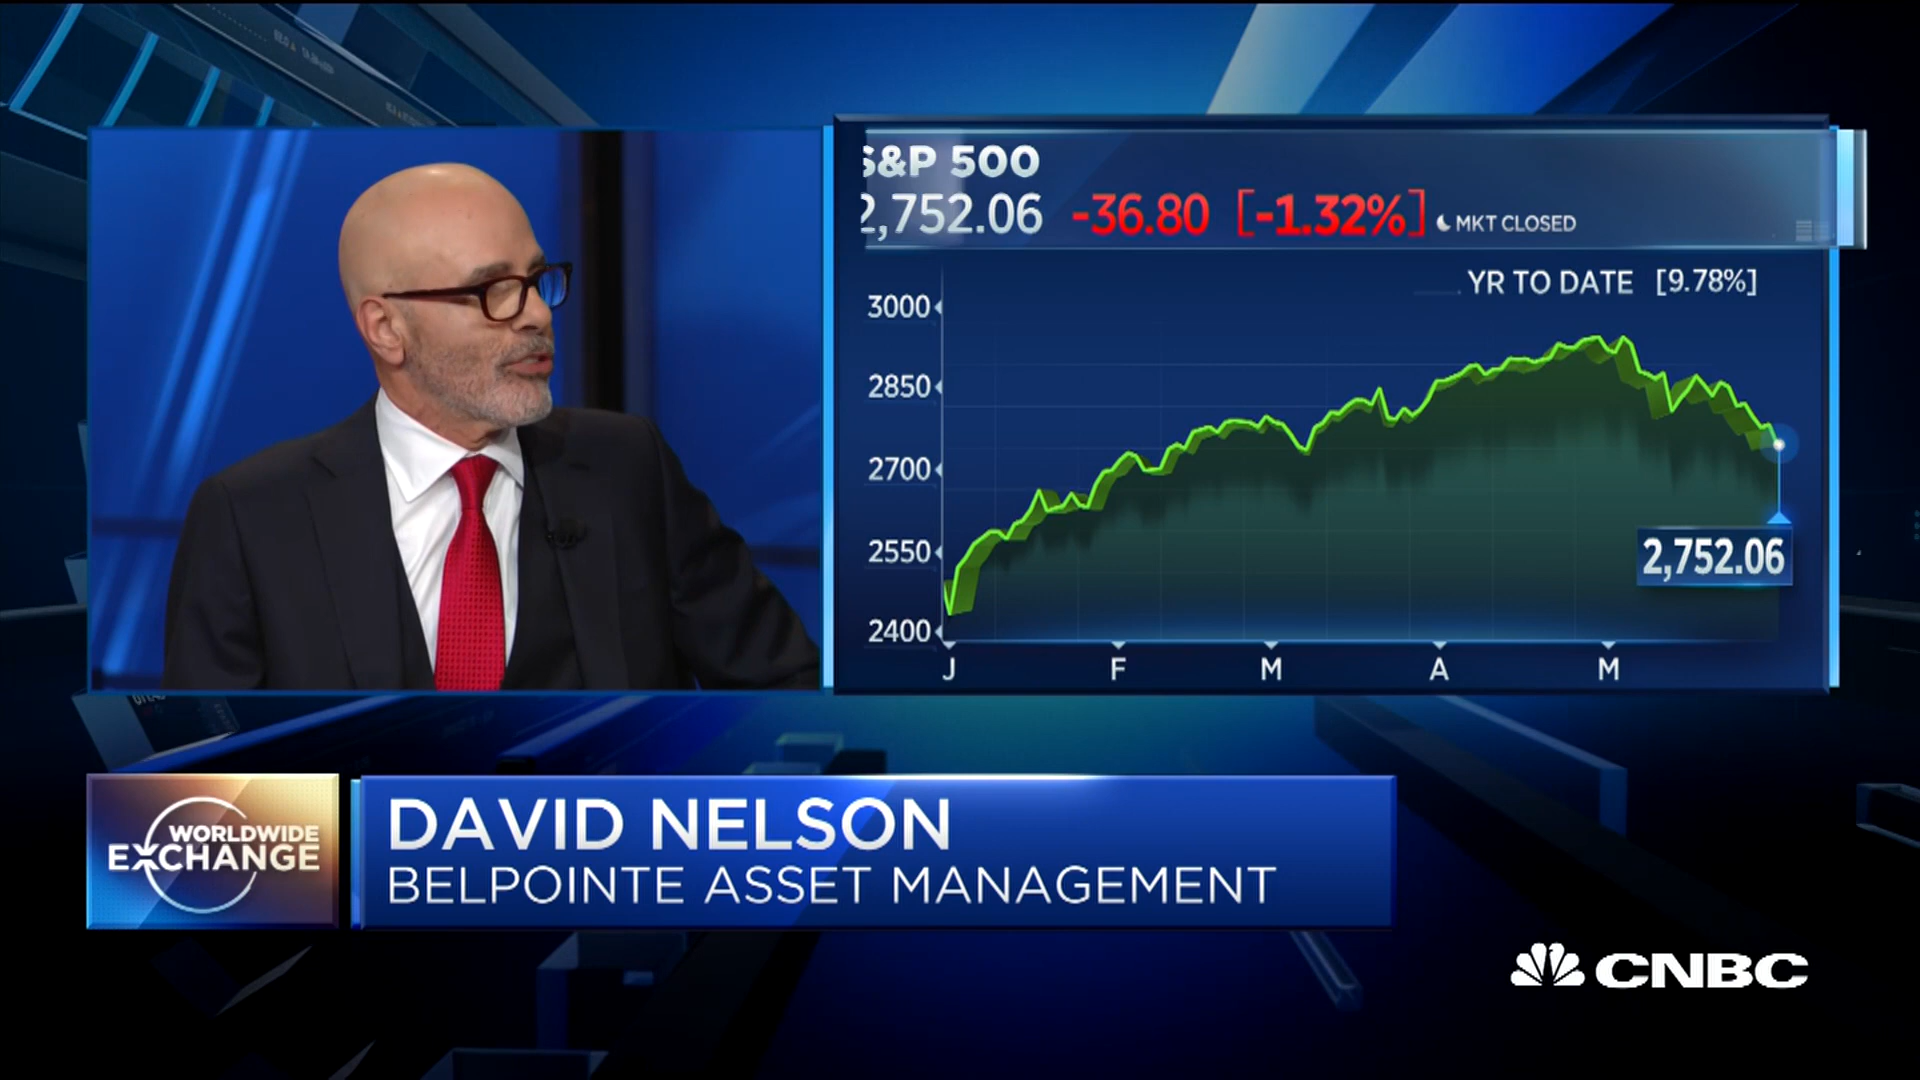 S&P 500
2,752.06 -36.80 [-1.32%] MKT CLOSED
YR TO DATE [9.78%]
3000
2850
2700
2550
2400
2,752.06
J F M A M
WORLDWIDE
EXCHANGE
DAVID NELSON
BELPOINTE ASSET MANAGEMENT
CNBC